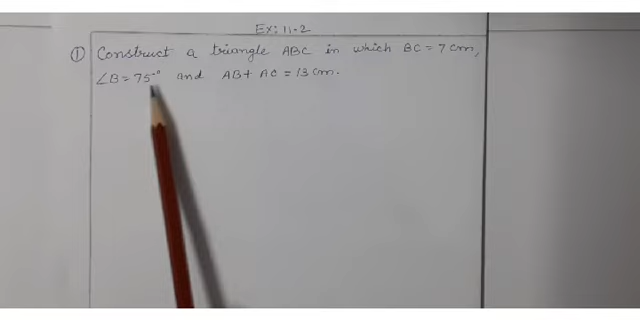 Ex: 11.2
① Construct a triangle ABC in which BC = 7 cm,
∠B = 75° and AB + AC = 13 cm.